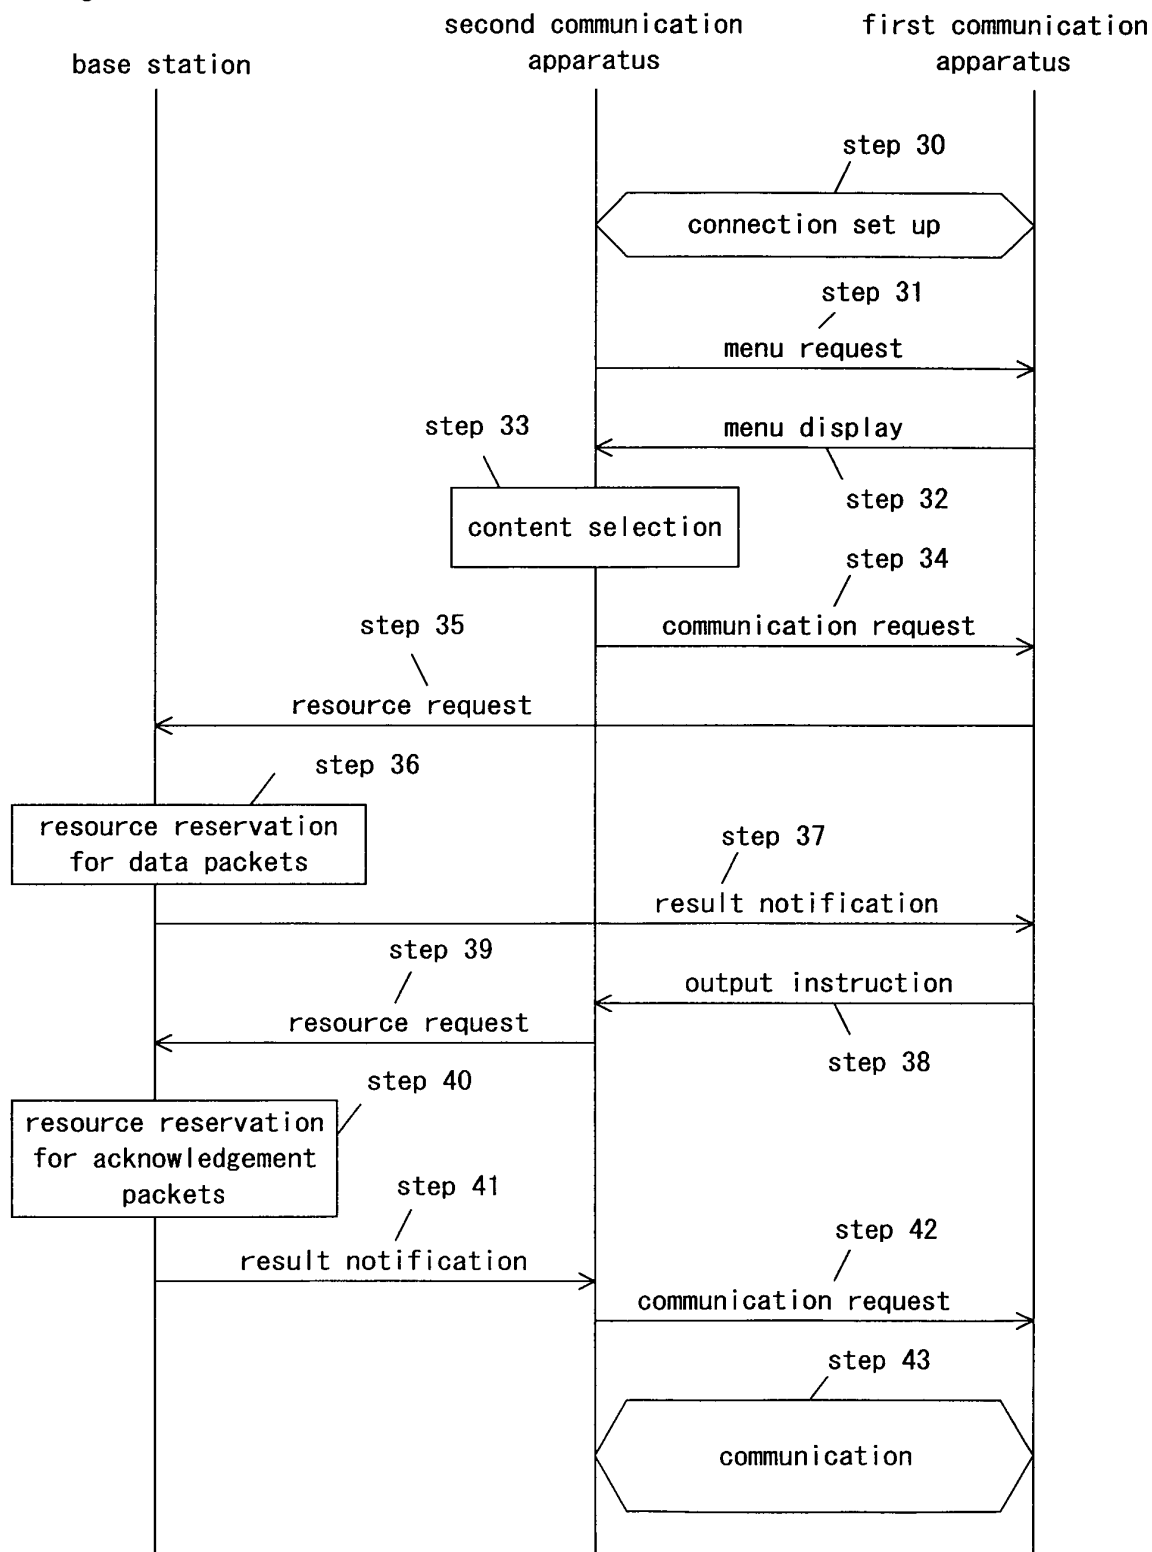 base station
second communication
apparatus
first communication
apparatus
step 30
connection set up
step 31
menu request
menu display
step 32
step 33
content selection
step 34
communication request
step 35
resource request
step 36
resource reservation
for data packets
step 37
result notification
output instruction
step 38
step 39
resource request
step 40
resource reservation
for acknowledgement
packets
step 41
result notification
step 42
communication request
step 43
communication